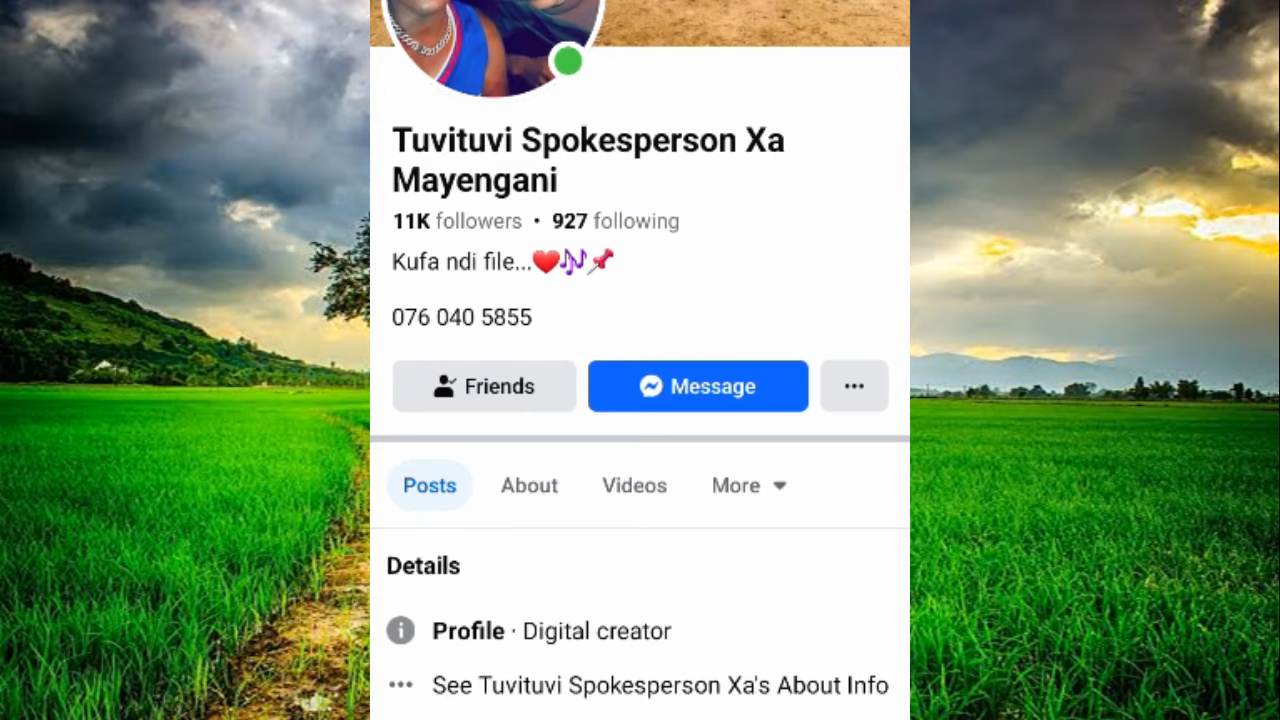 Tuvituvi Spokesperson Xa
Mayengani
11K followers • 927 following
Kufa ndi file...❤️🎶📌
076 040 5855
Friends
Message
Posts
About
Videos
More
Details
Profile · Digital creator
See Tuvituvi Spokesperson Xa's About Info